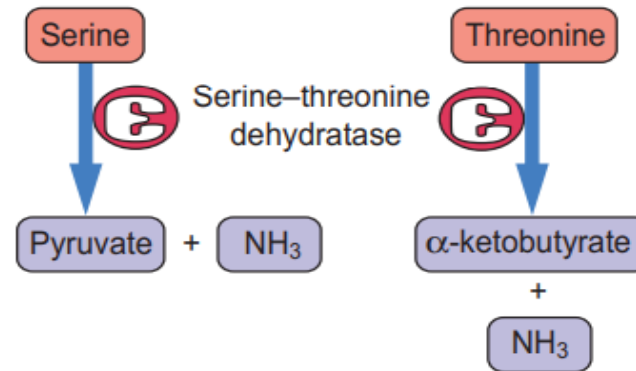 Serine
Threonine
Serine–threonine
dehydratase
Pyruvate + NH₃
α-ketobutyrate
+
NH₃